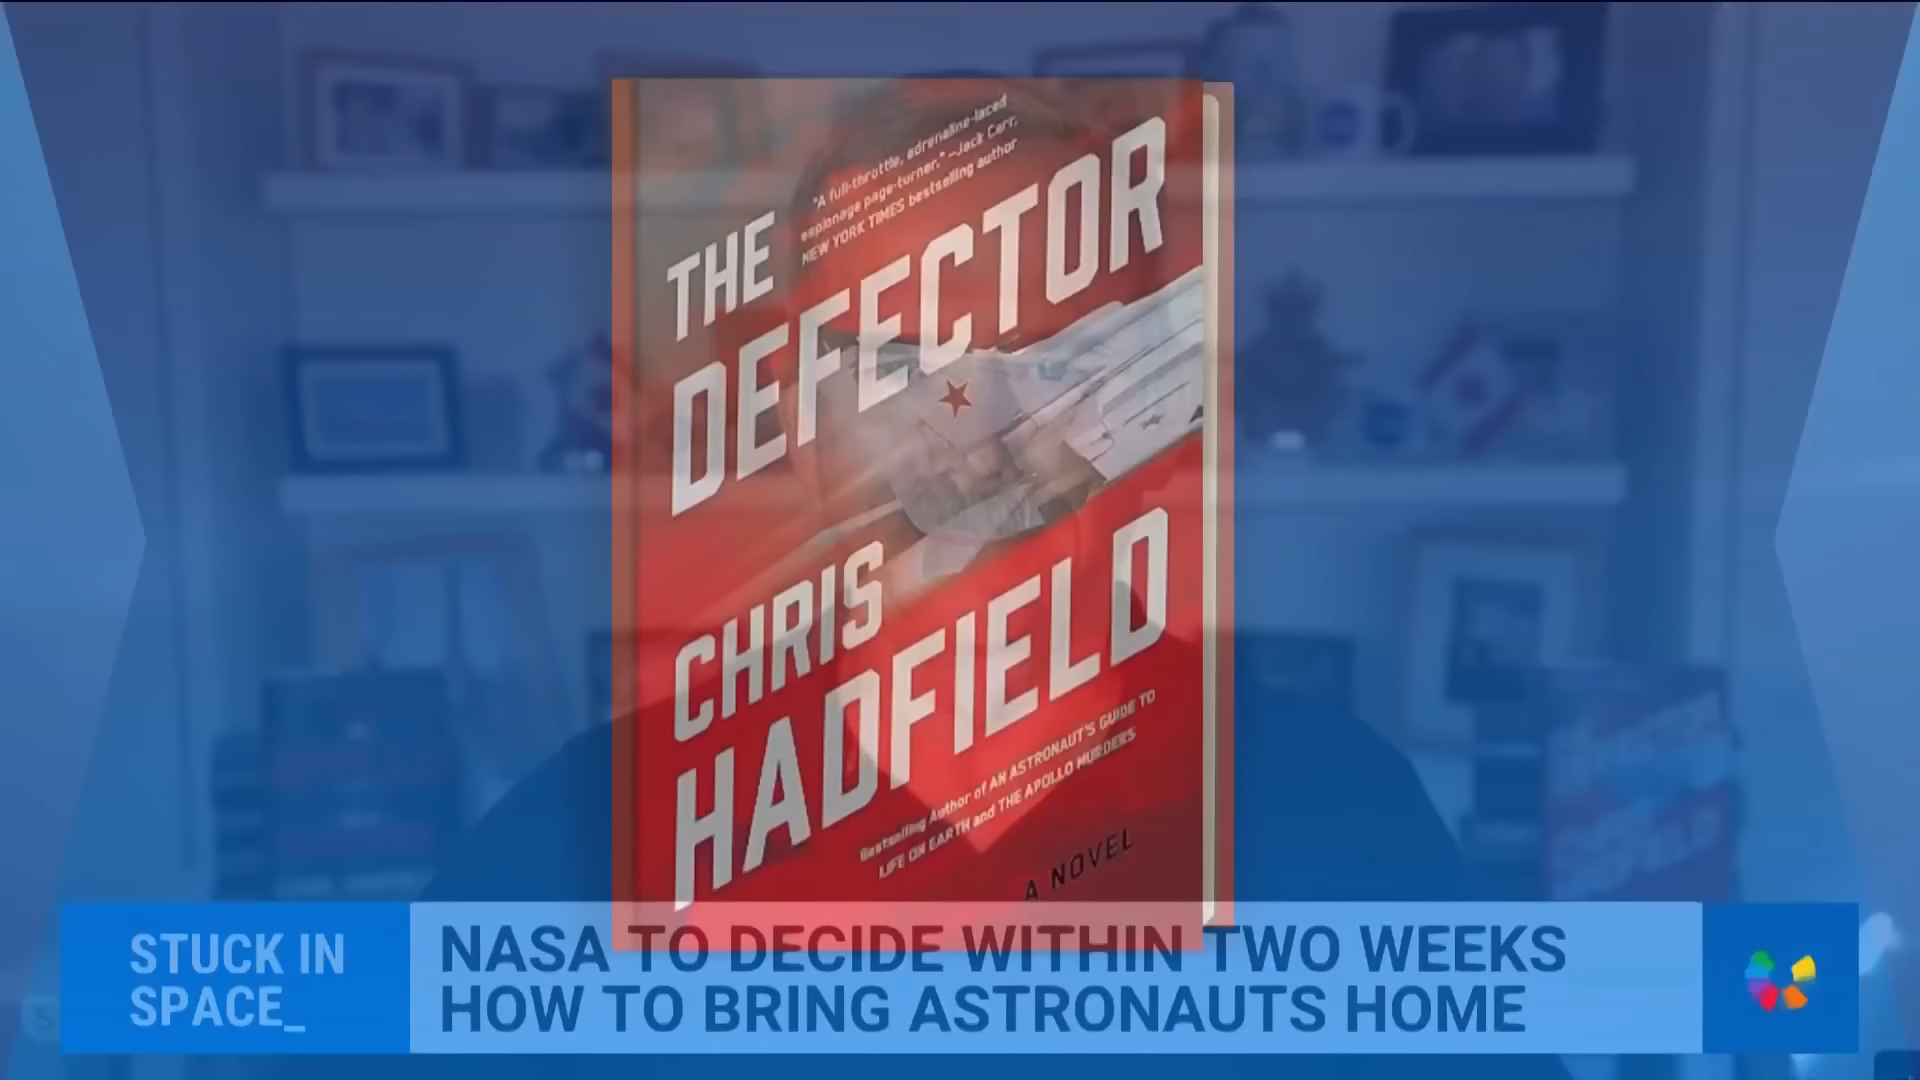 "A full-throttle, adrenaline-laced
espionage page-turner." –Jack Carr,
NEW YORK TIMES bestselling author
THE
DEFECTOR
CHRIS
HADFIELD
Bestselling Author of AN ASTRONAUT'S GUIDE TO
LIFE ON EARTH and THE APOLLO MURDERS
A NOVEL
STUCK IN
SPACE_
NASA TO DECIDE WITHIN TWO WEEKS
HOW TO BRING ASTRONAUTS HOME